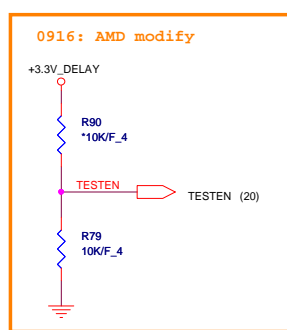 0916: AMD modify
+3.3V_DELAY
R90
*10K/F_4
TESTEN
TESTEN (20)
R79
10K/F_4